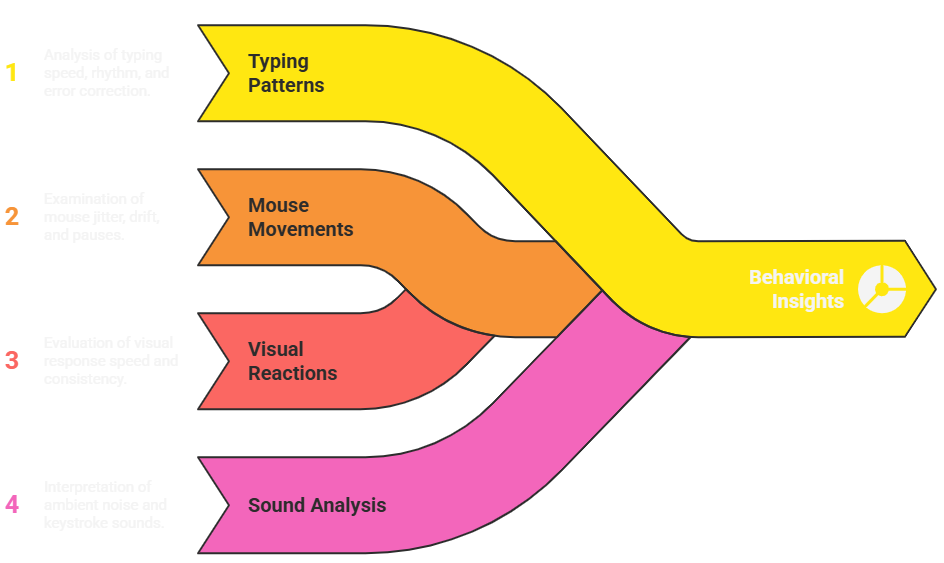 1
Analysis of typing
speed, rhythm, and
error correction.
Typing
Patterns
2
Examination of
mouse jitter, drift,
and pauses.
Mouse
Movements
Behavioral
Insights
3
Evaluation of visual
response speed and
consistency.
Visual
Reactions
4
Interpretation of
ambient noise and
keystroke sounds.
Sound Analysis